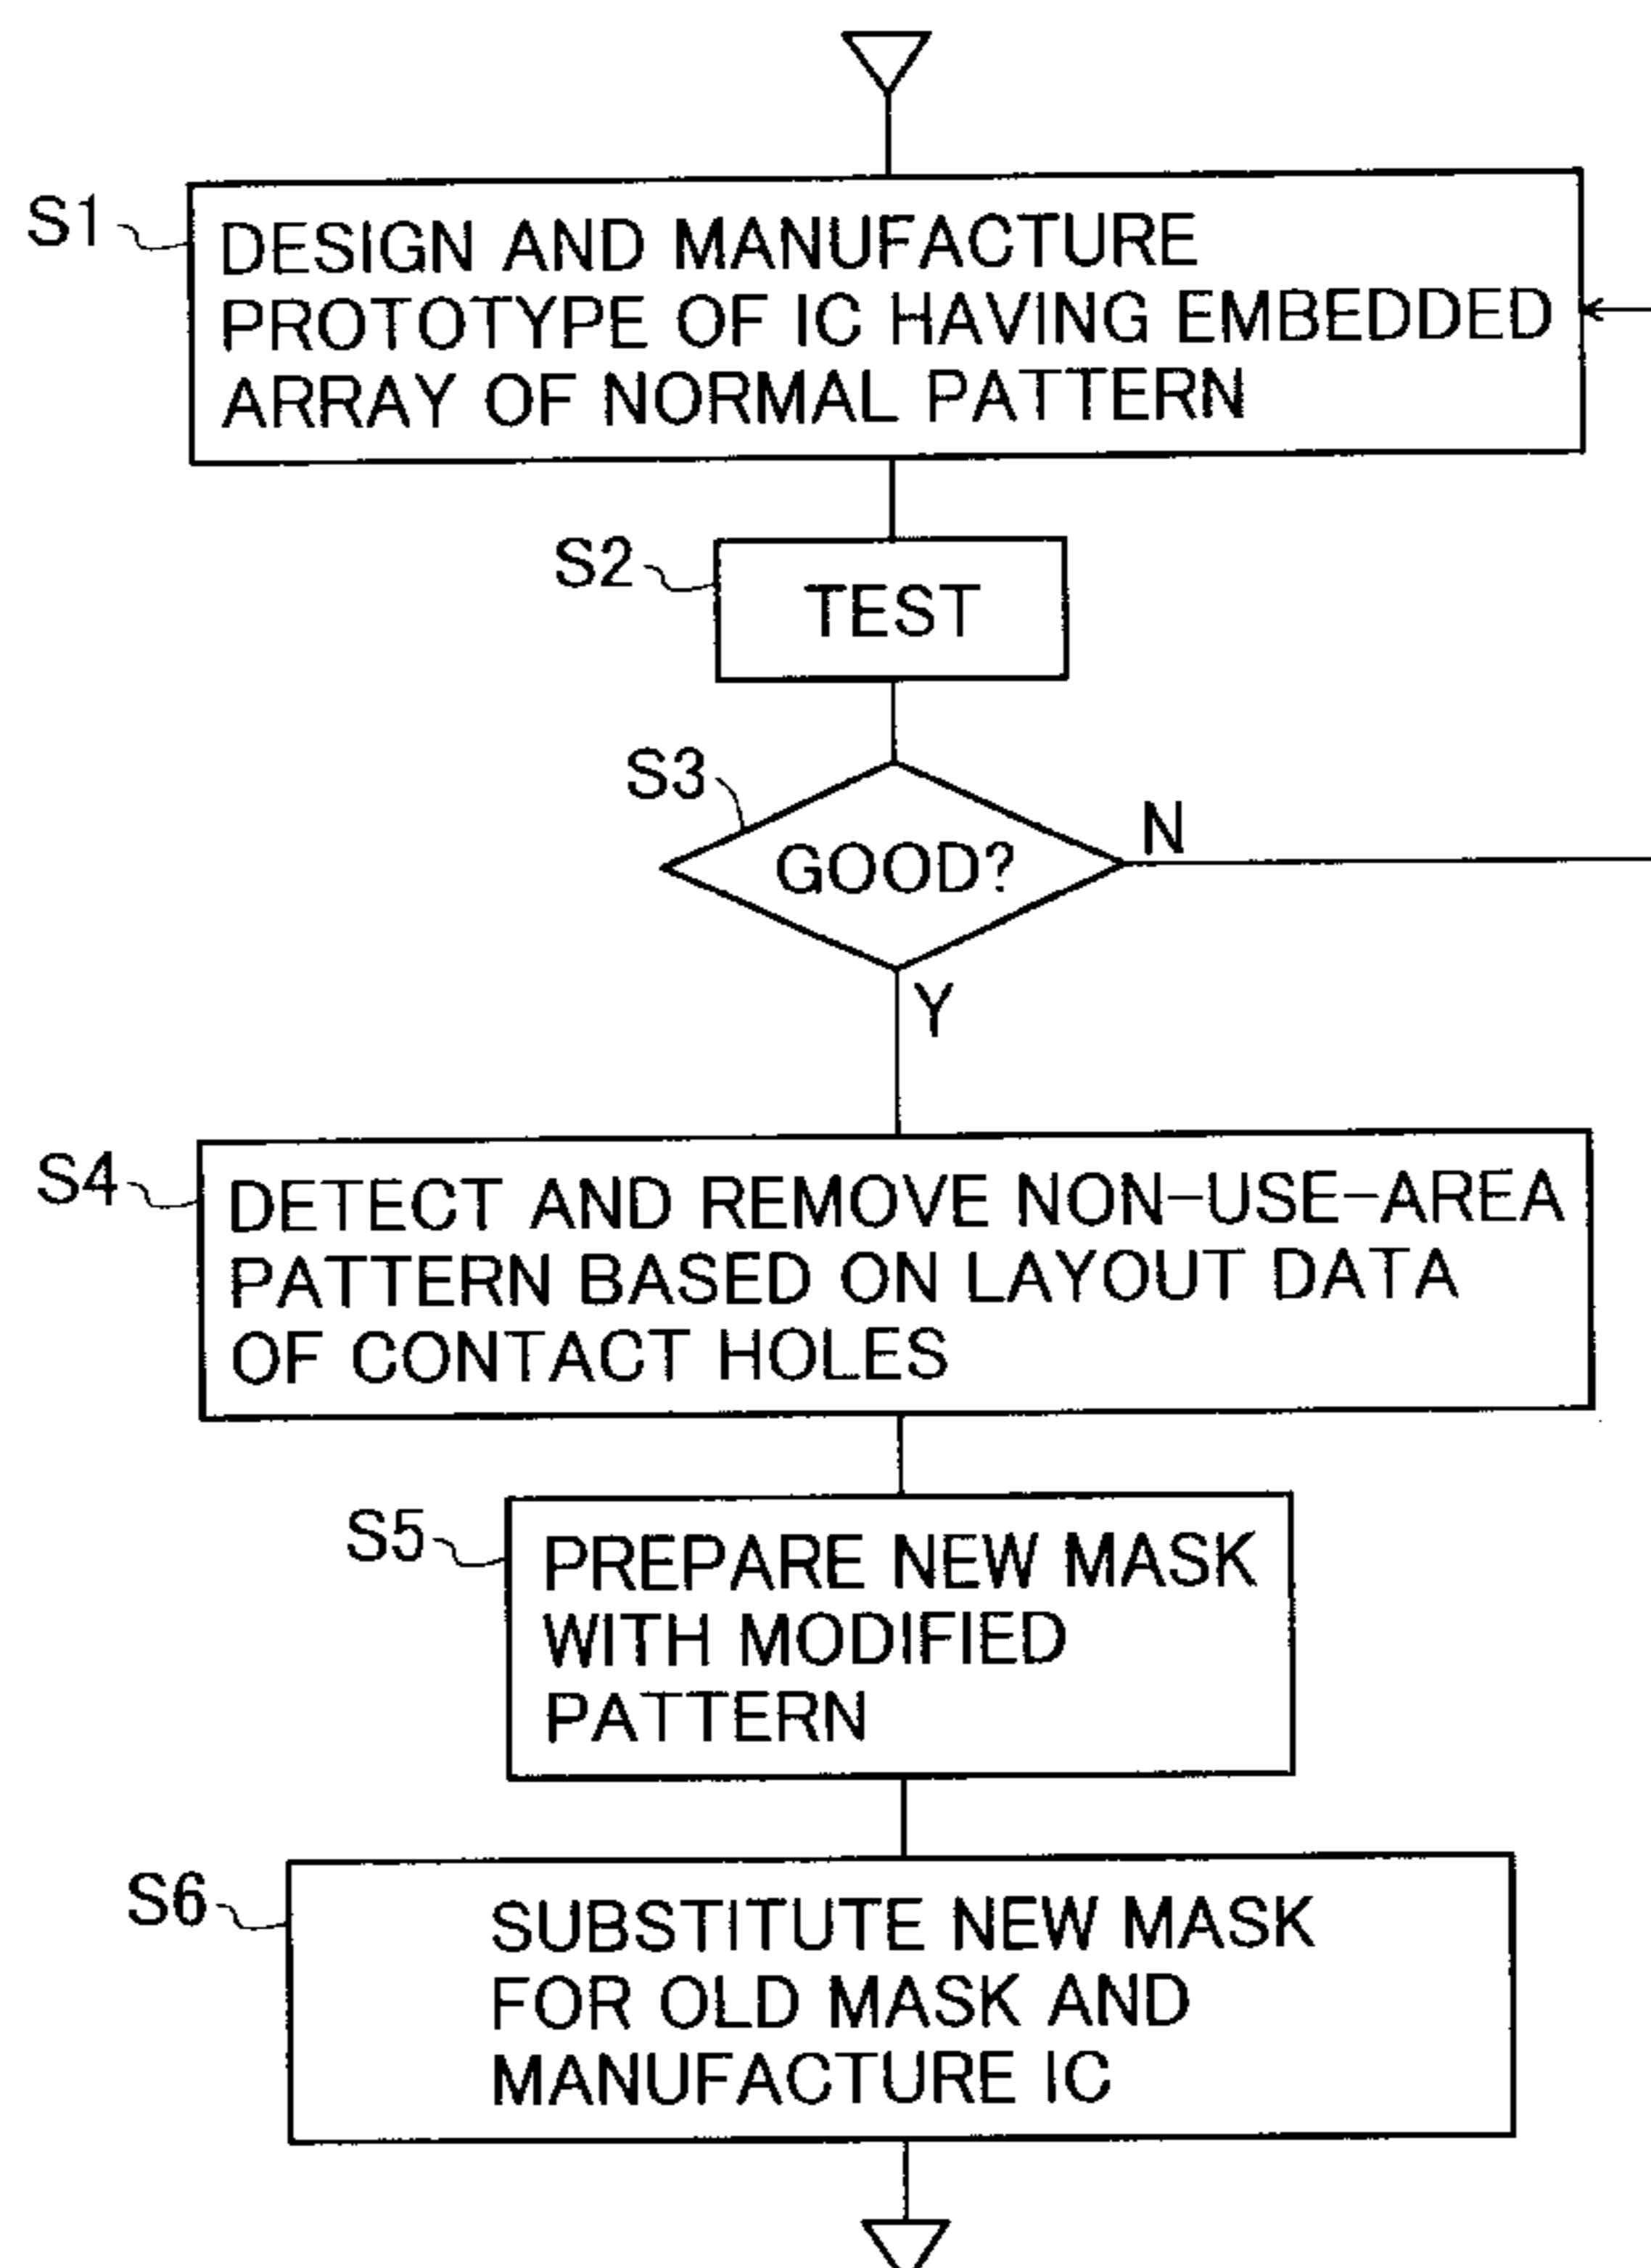 S1
DESIGN AND MANUFACTURE
PROTOTYPE OF IC HAVING EMBEDDED
ARRAY OF NORMAL PATTERN
S2
TEST
S3
GOOD?
N
Y
S4
DETECT AND REMOVE NON-USE-AREA
PATTERN BASED ON LAYOUT DATA
OF CONTACT HOLES
S5
PREPARE NEW MASK
WITH MODIFIED
PATTERN
S6
SUBSTITUTE NEW MASK
FOR OLD MASK AND
MANUFACTURE IC